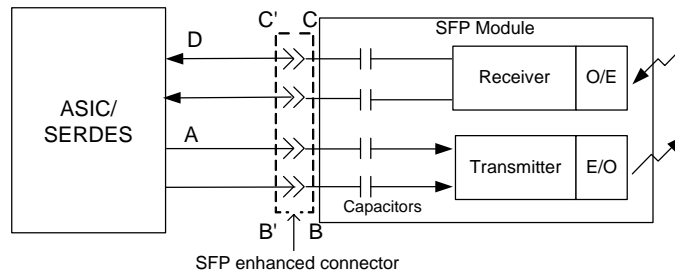 C' C
SFP Module
D
Receiver O/E
ASIC/
SERDES
A
Transmitter E/O
Capacitors
B' B
SFP enhanced connector